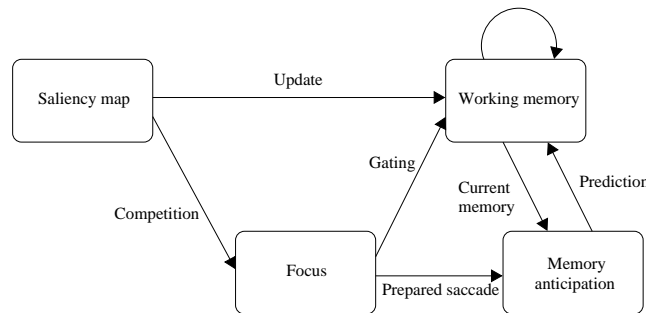 Update
Saliency map
Working memory
Gating
Prediction
Current
memory
Competition
Focus
Memory
anticipation
Prepared saccade